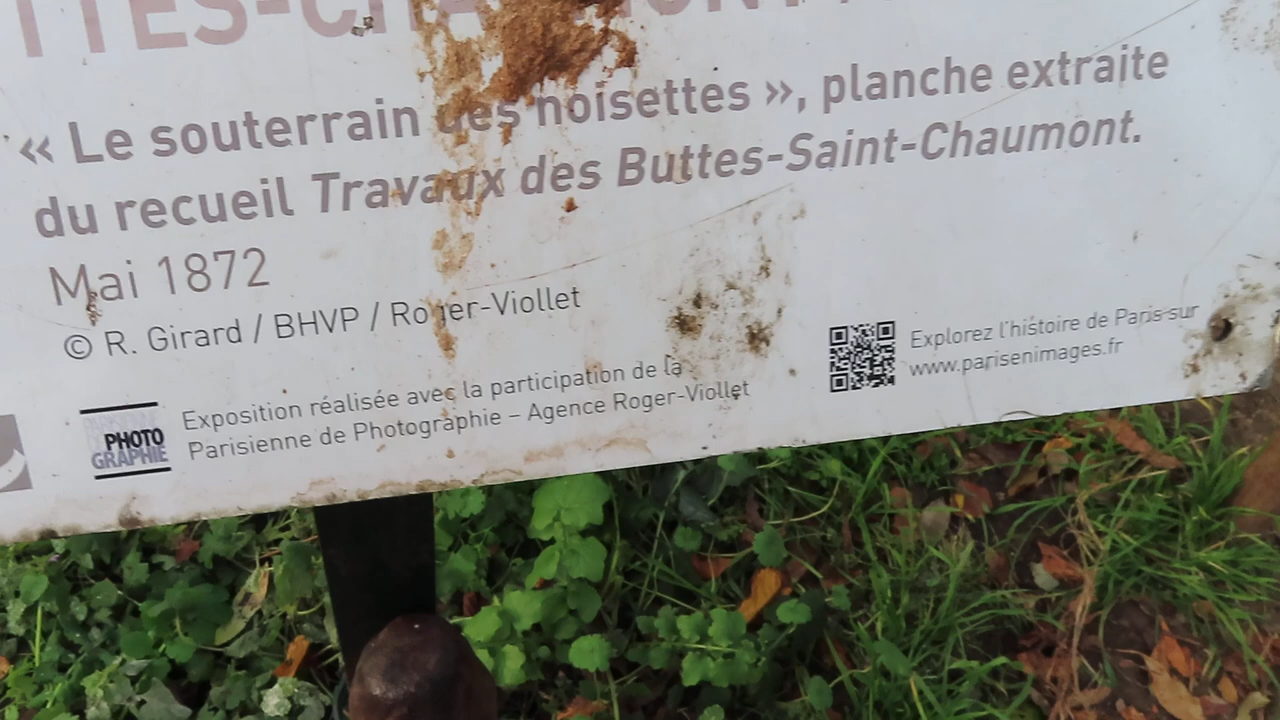 « Le souterrain des noisettes », planche extraite
du recueil Travaux des Buttes-Saint-Chaumont.
Mai 1872
© R. Girard / BHVP / Roger-Viollet
Exposition réalisée avec la participation de la
Parisienne de Photographie – Agence Roger-Viollet
PHOTO
GRAPHIE
Explorez l'histoire de Paris sur
www.parisenimages.fr